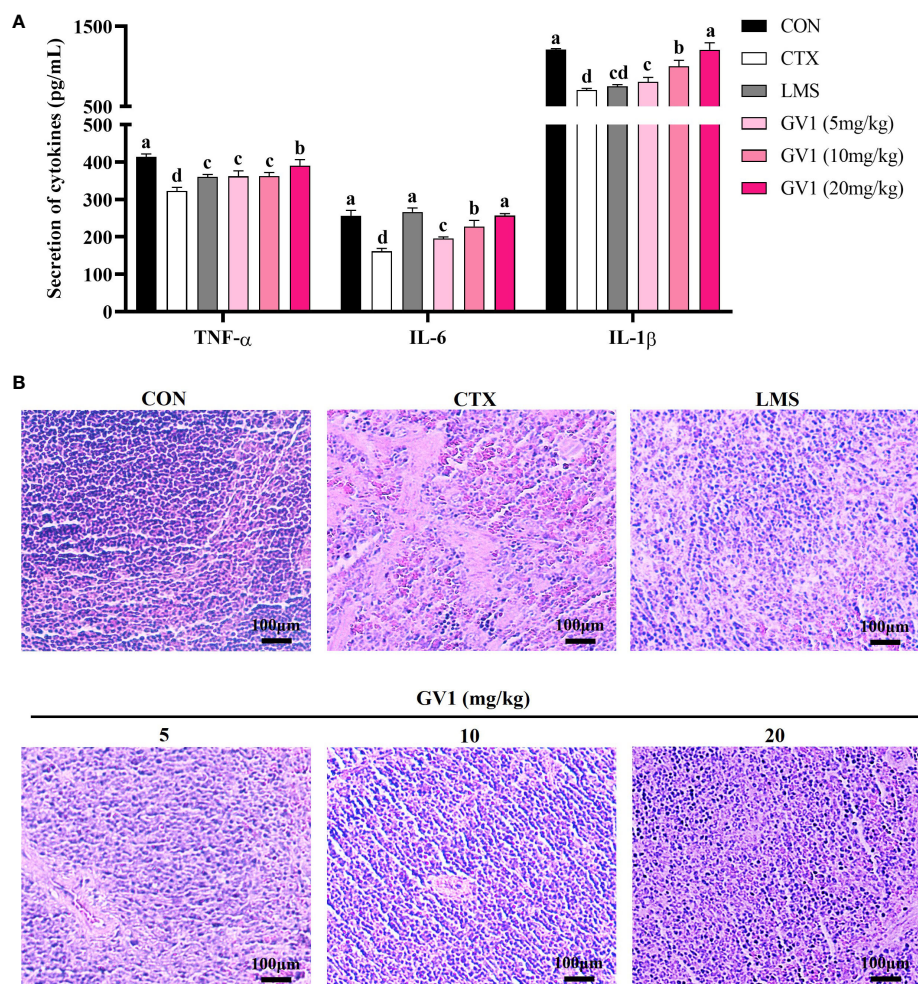 A
Secretion of cytokines (pg/mL)
1500
500
500
400
300
200
100
0
a d c c c b
a d a c b a
a d cd c b a
TNF-α IL-6 IL-1β
CON
CTX
LMS
GV1 (5mg/kg)
GV1 (10mg/kg)
GV1 (20mg/kg)
B
CON CTX LMS
100μm 100μm 100μm
GV1 (mg/kg)
5 10 20
100μm 100μm 100μm